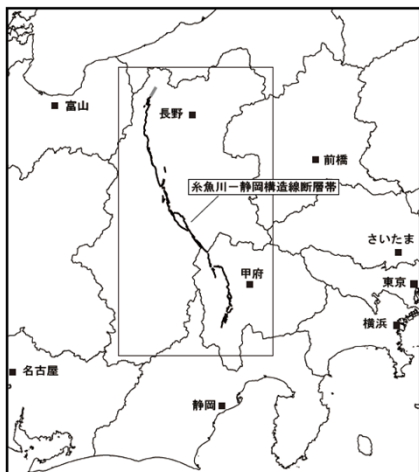 富山
長野
前橋
糸魚川－静岡構造線断層帯
さいたま
東京
甲府
横浜
名古屋
静岡